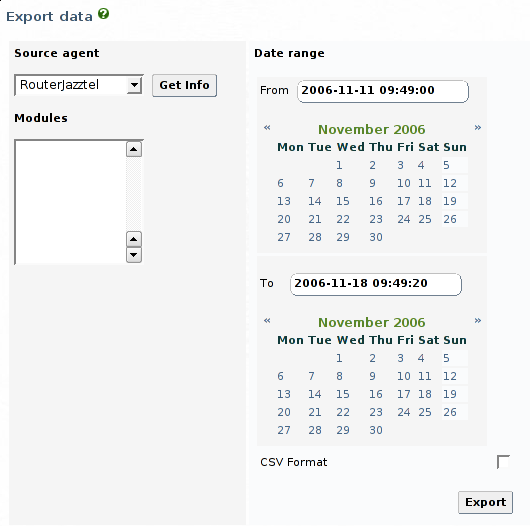 Export data ?
Source agent
RouterJazztel Get Info
Modules
Date range
From 2006-11-11 09:49:00
« November 2006 »
Mon Tue Wed Thu Fri Sat Sun
1 2 3 4 5
6 7 8 9 10 11 12
13 14 15 16 17 18 19
20 21 22 23 24 25 26
27 28 29 30
To 2006-11-18 09:49:20
« November 2006 »
Mon Tue Wed Thu Fri Sat Sun
1 2 3 4 5
6 7 8 9 10 11 12
13 14 15 16 17 18 19
20 21 22 23 24 25 26
27 28 29 30
CSV Format
Export